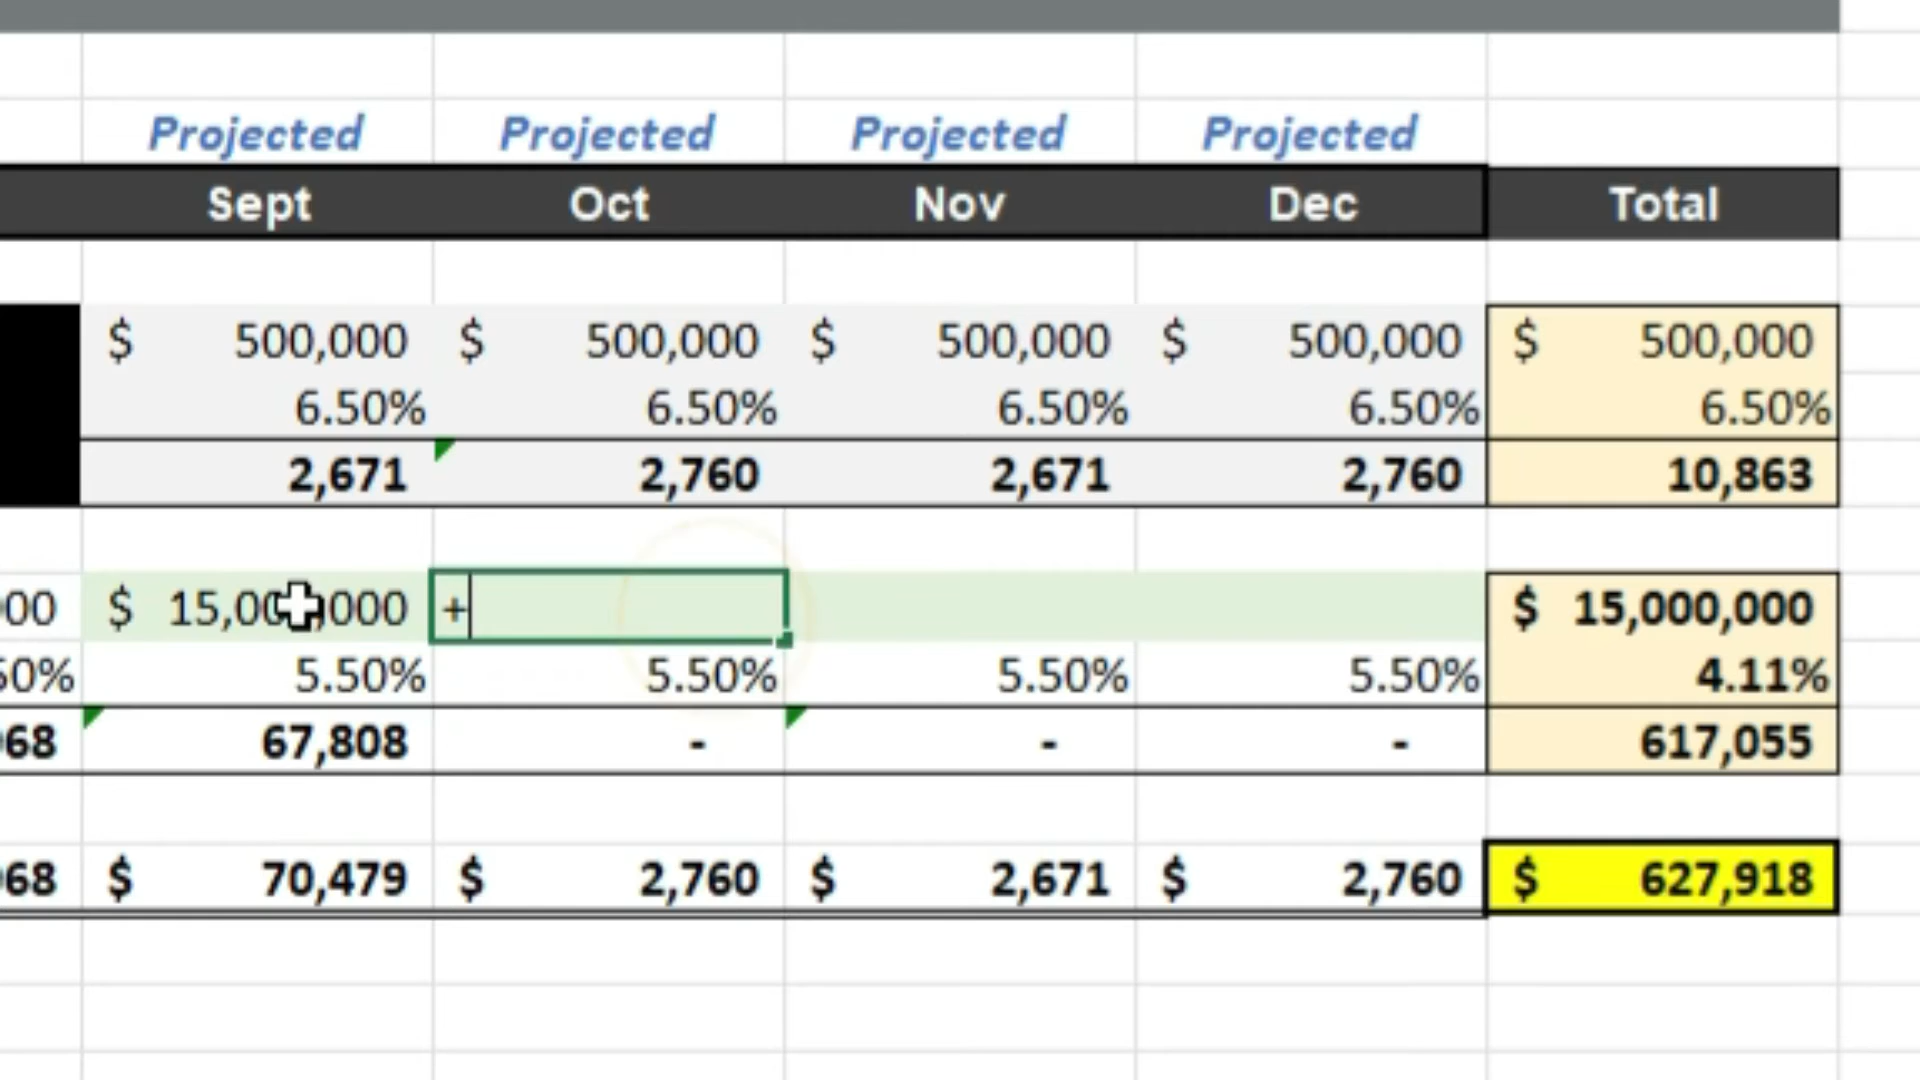 Projected Projected Projected Projected
Sept Oct Nov Dec Total
$ 500,000 $ 500,000 $ 500,000 $ 500,000 $ 500,000
6.50% 6.50% 6.50% 6.50% 6.50%
2,671 2,760 2,671 2,760 10,863
00 $ 15,000,000 + $ 15,000,000
50% 5.50% 5.50% 5.50% 5.50% 4.11%
68 67,808 - - - 617,055
68 $ 70,479 $ 2,760 $ 2,671 $ 2,760 $ 627,918